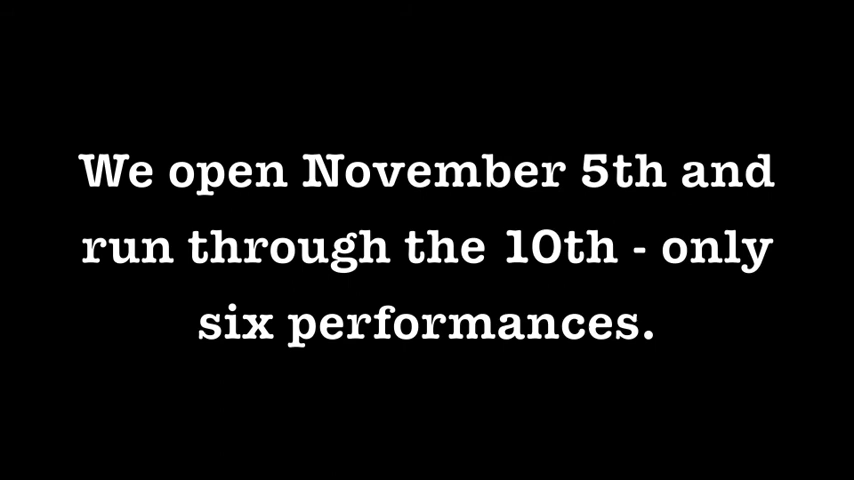 We open November 5th and
run through the 10th - only
six performances.